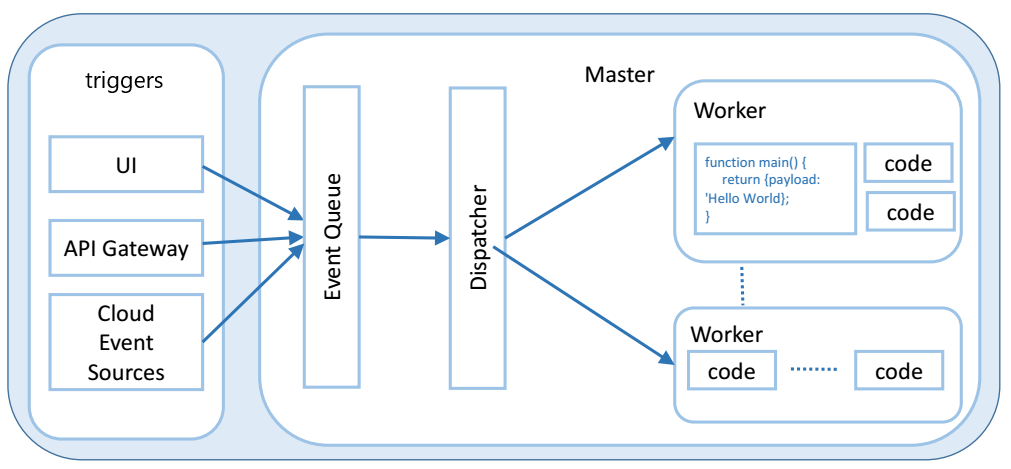 triggers
UI
API Gateway
Cloud
Event
Sources
Event Queue
Dispatcher
Master
Worker
function main() {
return {payload:
'Hello World};
}
code
code
Worker
code
code